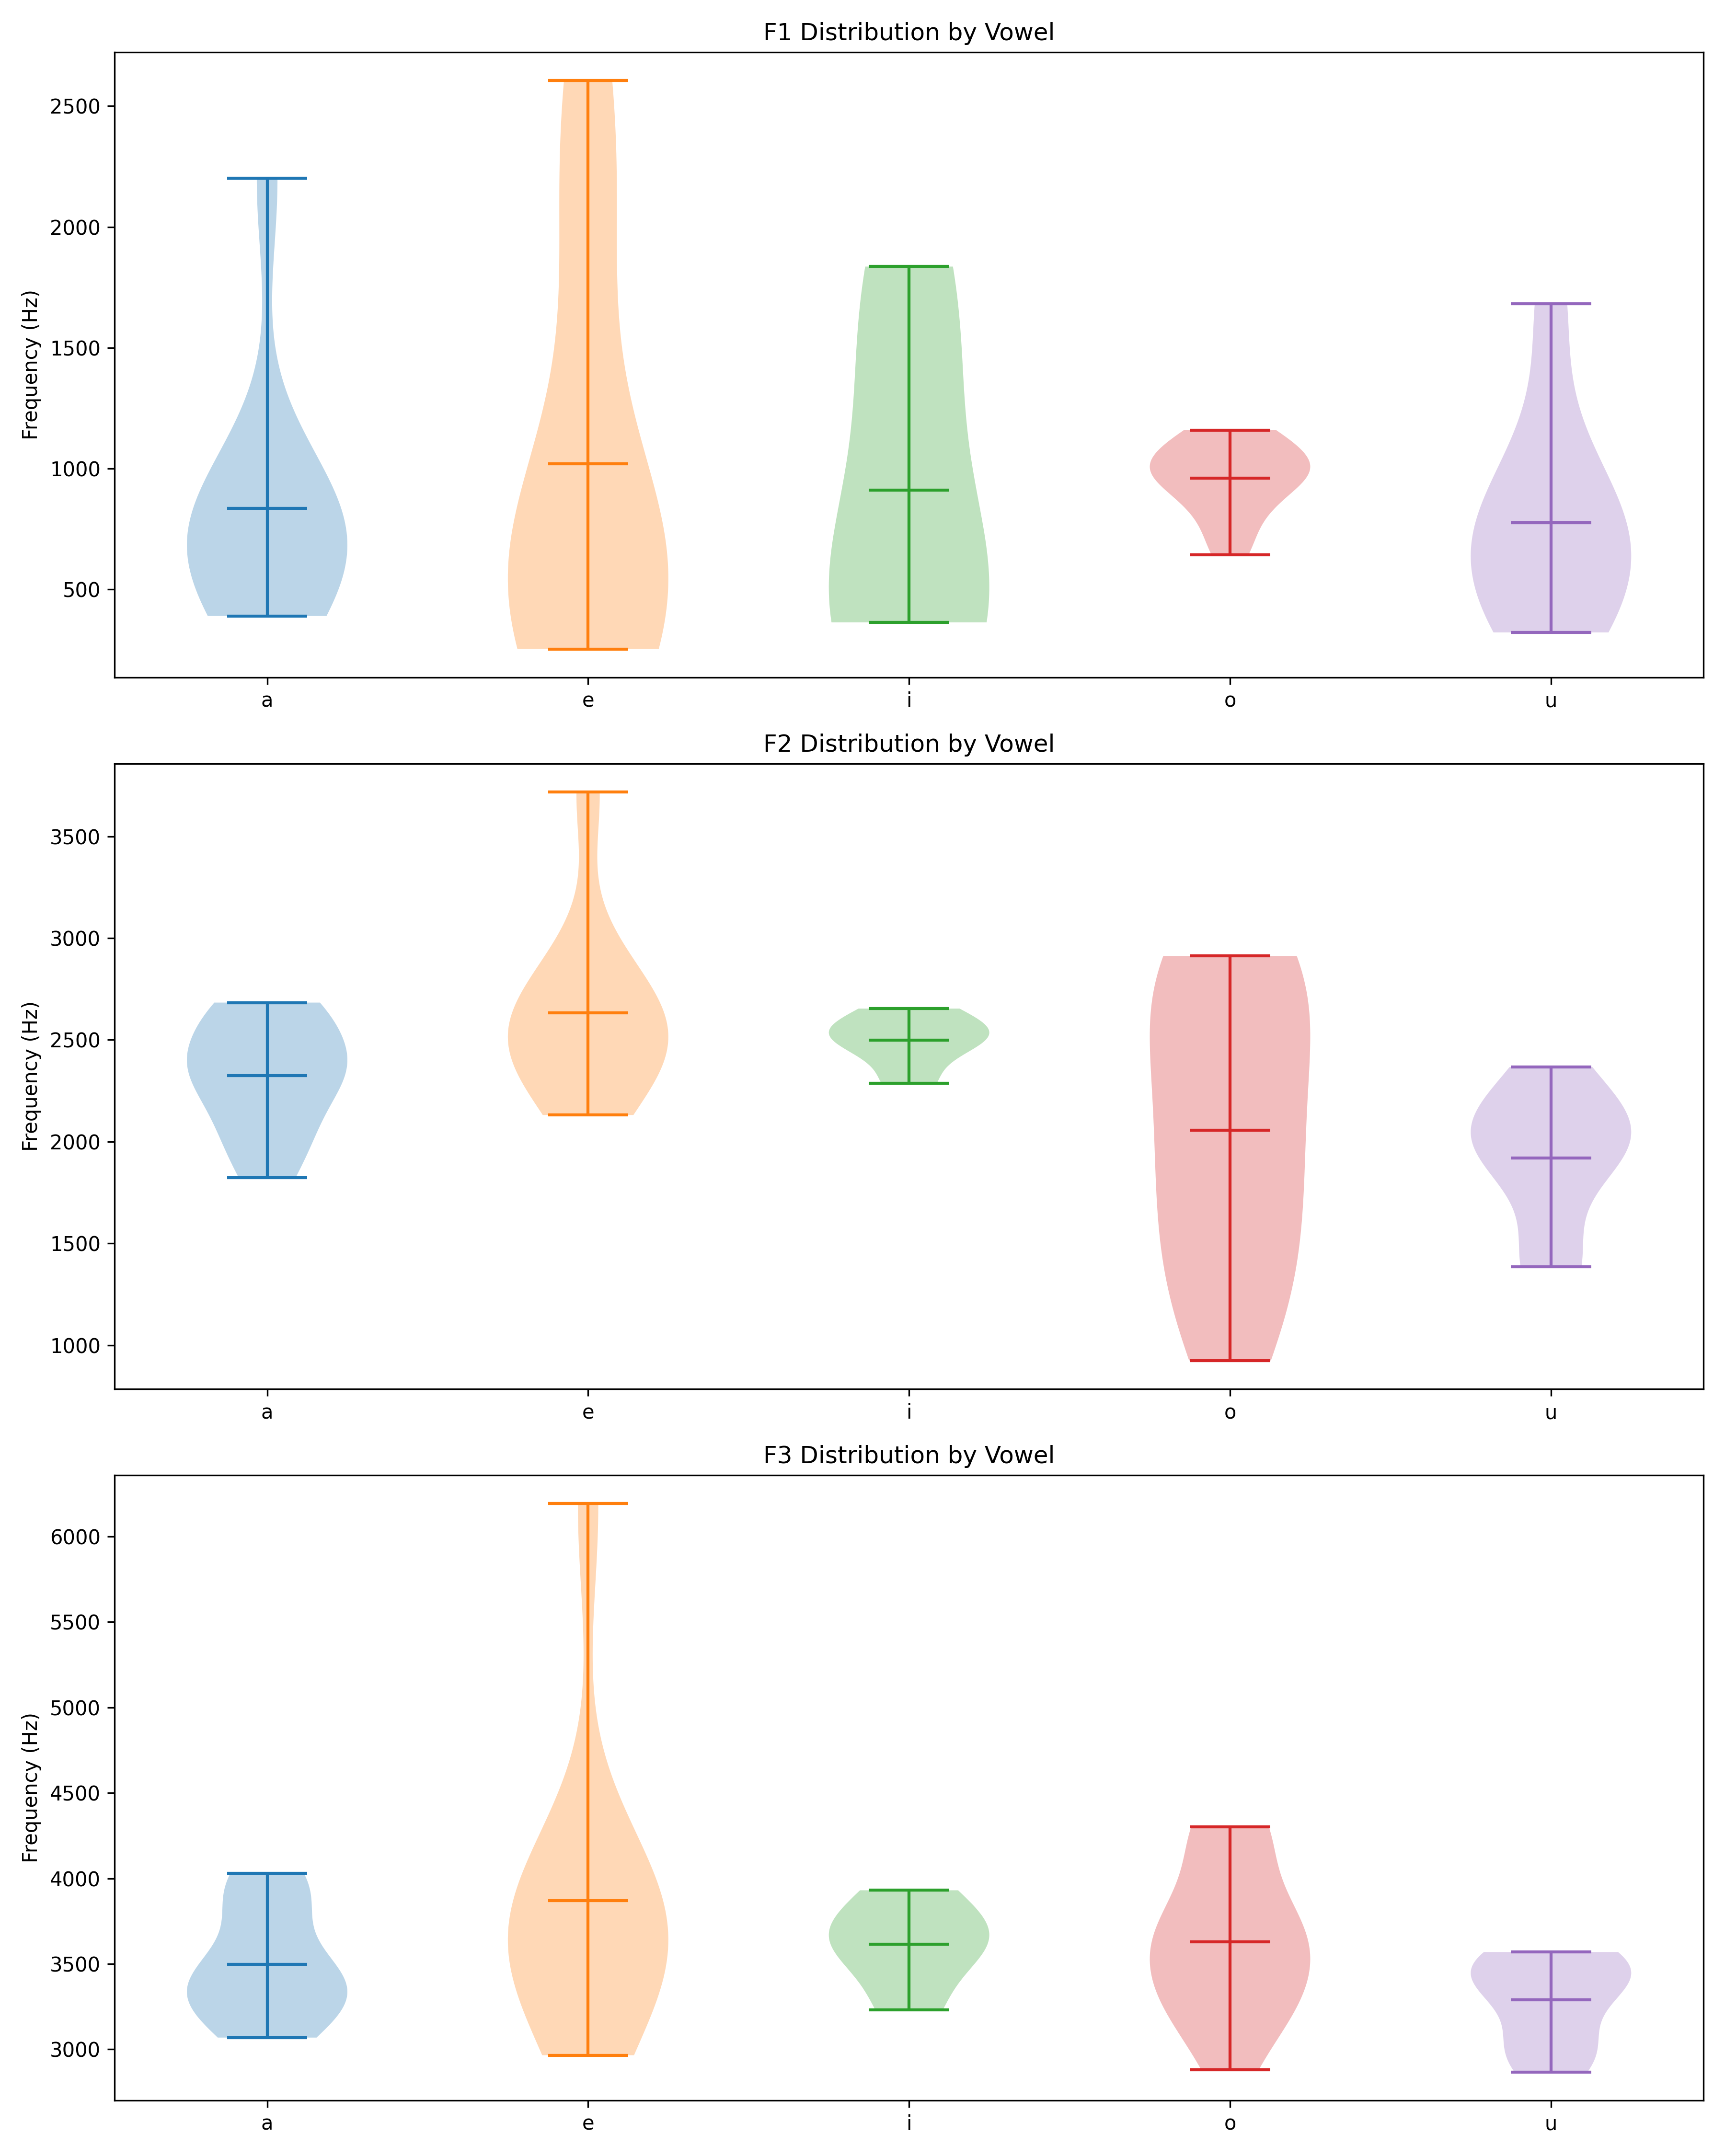 F1 Distribution by Vowel
Frequency (Hz)
2500
2000
1500
1000
500
a e i o u
F2 Distribution by Vowel
Frequency (Hz)
3500
3000
2500
2000
1500
1000
a e i o u
F3 Distribution by Vowel
Frequency (Hz)
6000
5500
5000
4500
4000
3500
3000
a e i o u